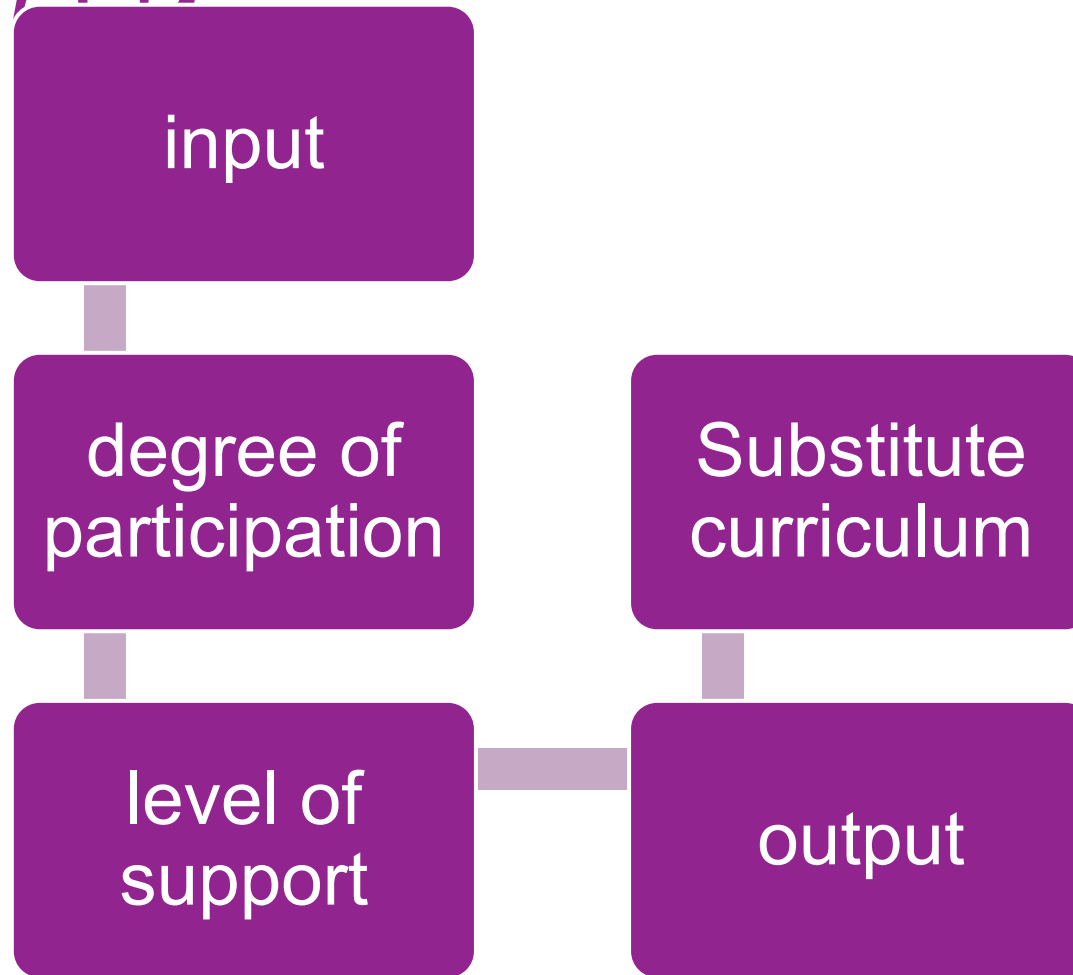 input
degree of
participation
level of
support
output
Substitute
curriculum